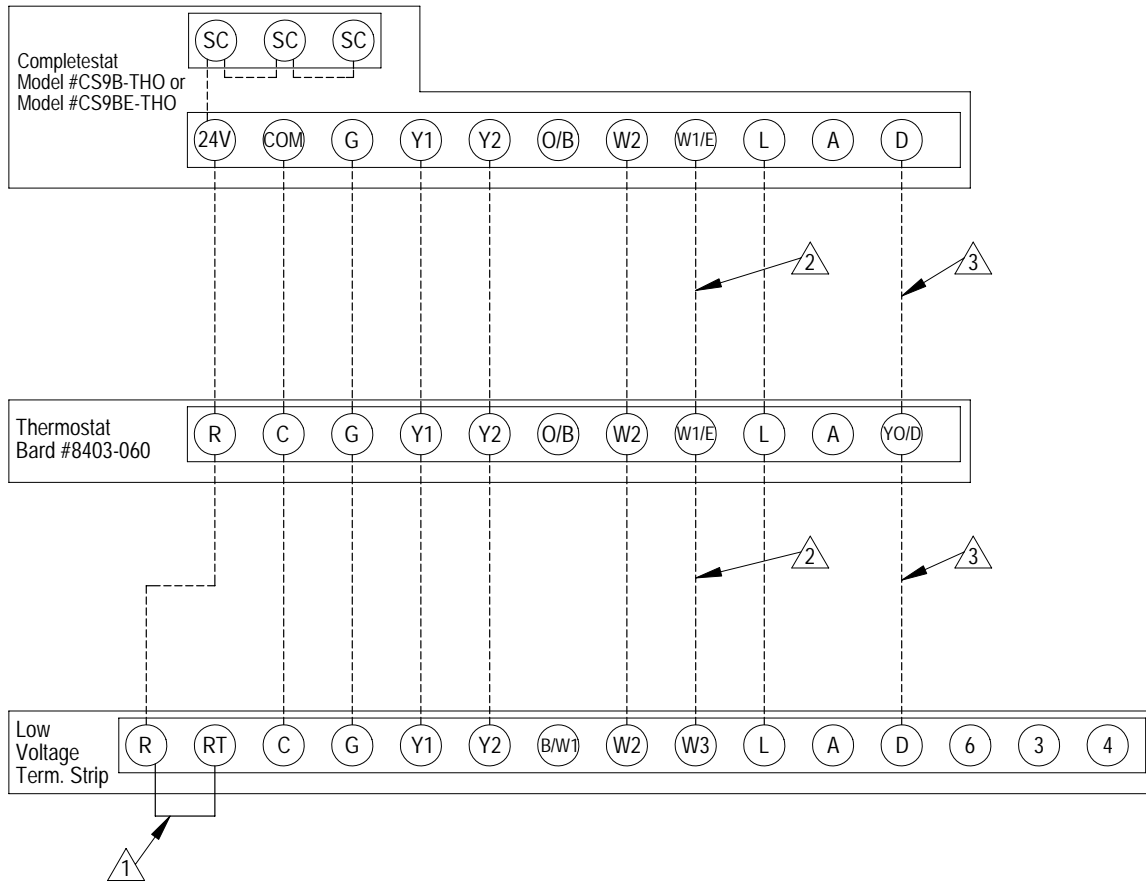 SC SC SC
Completestat
Model #CS9B-THO or
Model #CS9BE-THO
24V COM G Y1 Y2 O/B W2 W1/E L A D
2 3
Thermostat
Bard #8403-060
R C G Y1 Y2 O/B W2 W1/E L A YO/D
2 3
Low
Voltage
Term. Strip
R RT C G Y1 Y2 B/W1 W2 W3 L A D 6 3 4
1